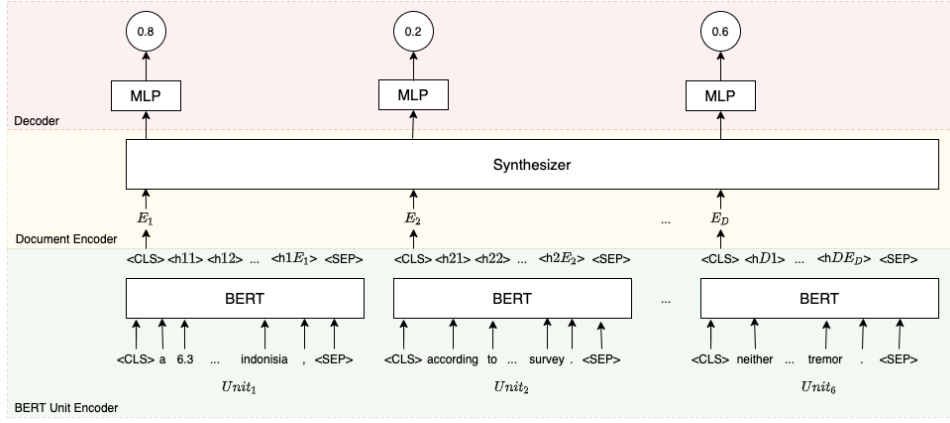 0.8 0.2 0.6
MLP MLP MLP
Decoder
Synthesizer
E1 E2 ... ED
Document Encoder
<CLS> <h11> <h12> ... <h1E1> <SEP> <CLS> <h21> <h22> ... <h2E2> <SEP> <CLS> <hD1> ... <hDED> <SEP>
BERT BERT ... BERT
<CLS> a 6.3 ... indonisia , <SEP> <CLS> according to ... survey . <SEP> <CLS> neither ... tremor . <SEP>
Unit1 Unit2 Unit6
BERT Unit Encoder